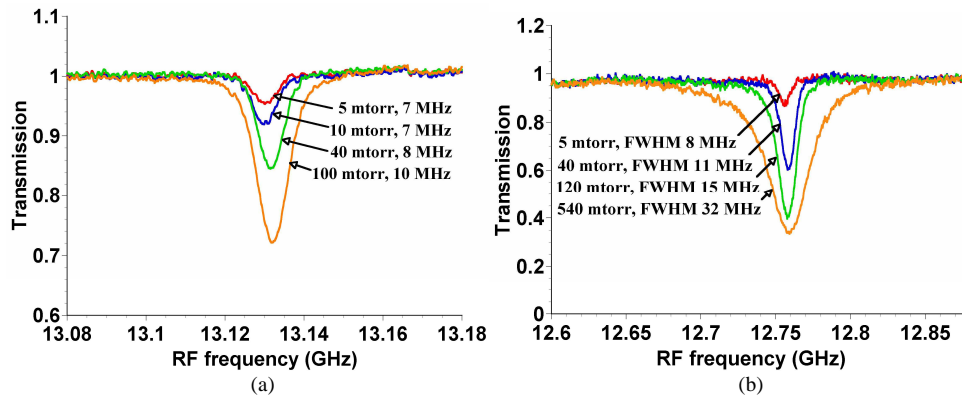 1.1
1
0.9
0.8
0.7
0.6
Transmission
5 mtorr, 7 MHz
10 mtorr, 7 MHz
40 mtorr, 8 MHz
100 mtorr, 10 MHz
13.08
13.1
13.12
13.14
13.16
13.18
RF frequency (GHz)
(a)
1.2
1
0.8
0.6
0.4
0.2
0
Transmission
5 mtorr, FWHM 8 MHz
40 mtorr, FWHM 11 MHz
120 mtorr, FWHM 15 MHz
540 mtorr, FWHM 32 MHz
12.6
12.65
12.7
12.75
12.8
12.85
RF frequency (GHz)
(b)